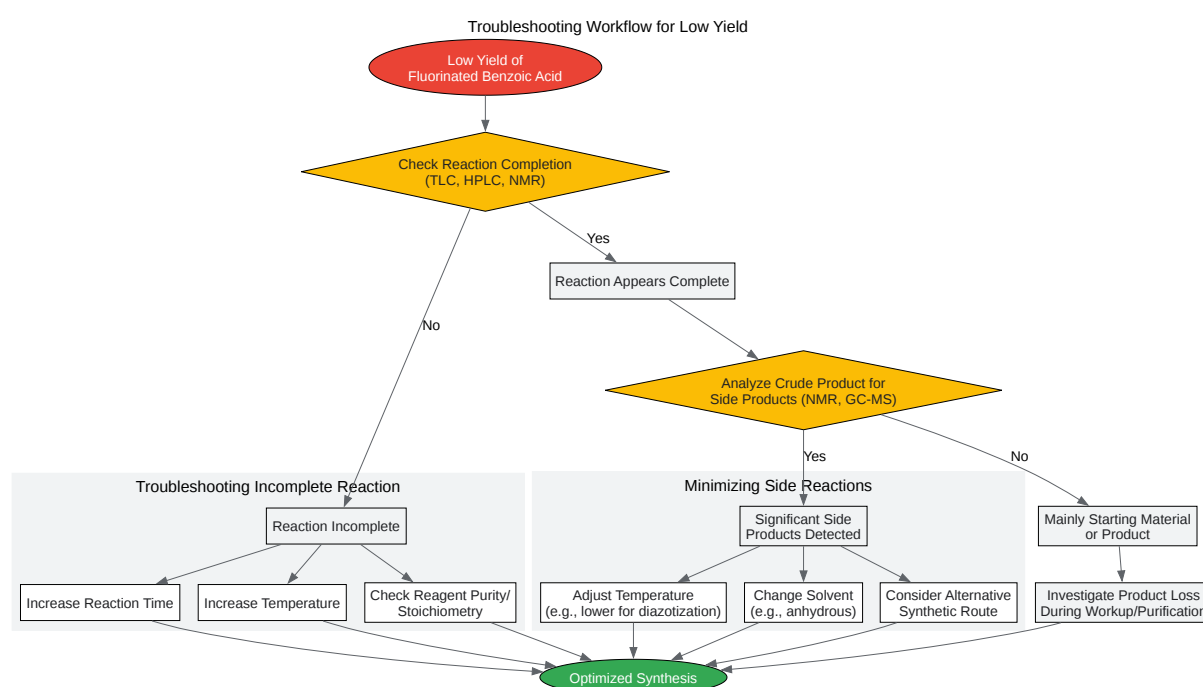 Troubleshooting Workflow for Low Yield
Low Yield of
Fluorinated Benzoic Acid
Check Reaction Completion
(TLC, HPLC, NMR)
Yes
Reaction Appears Complete
No
Analyze Crude Product for
Side Products (NMR, GC-MS)
Yes
No
Troubleshooting Incomplete Reaction
Minimizing Side Reactions
Reaction Incomplete
Significant Side
Products Detected
Mainly Starting Material
or Product
Increase Reaction Time
Increase Temperature
Check Reagent Purity/
Stoichiometry
Adjust Temperature
(e.g., lower for diazotization)
Change Solvent
(e.g., anhydrous)
Consider Alternative
Synthetic Route
Investigate Product Loss
During Workup/Purification
Optimized Synthesis